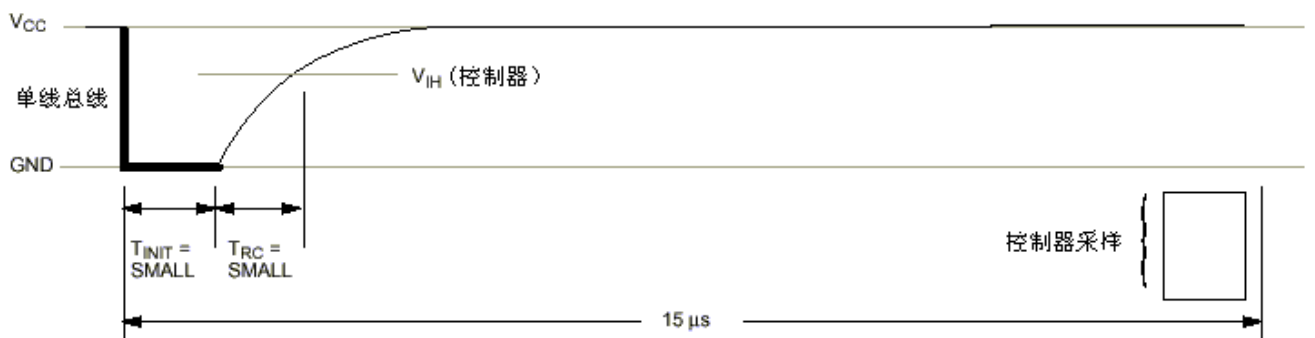 VCC
单线总线
VIH (控制器)
GND
TINIT =
SMALL
TRC =
SMALL
控制器采样
15 μs